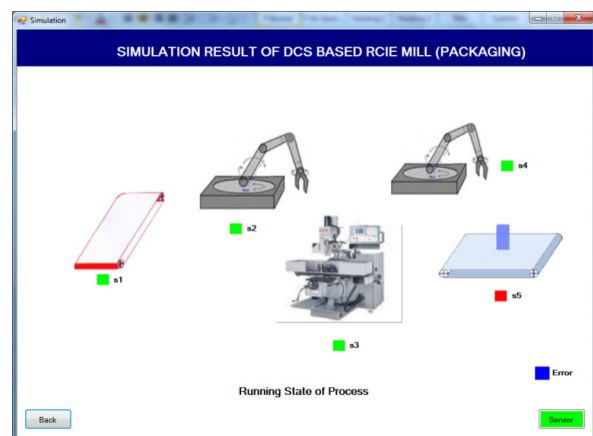 Simulation
SIMULATION RESULT OF DCS BASED RCIE MILL (PACKAGING)
s4
s2
s1
s5
s3
Error
Running State of Process
Back
Sensor